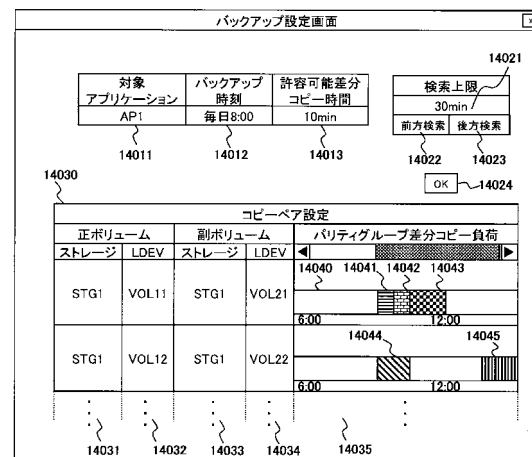 バックアップ設定画面
×
14021
対象
アプリケーション
バックアップ
時刻
許容可能差分
コピー時間
検索上限
AP1
毎日8:00
10min
30min
前方検索
後方検索
14011
14012
14013
14022
14023
14030
OK
14024
コピーペア設定
正ボリューム
副ボリューム
パリティグループ差分コピー負荷
ストレージ
LDEV
ストレージ
LDEV
14040
14041
14042
14043
STG1
VOL11
STG1
VOL21
6:00
12:00
14044
14045
STG1
VOL12
STG1
VOL22
6:00
12:00
14031
14032
14033
14034
14035